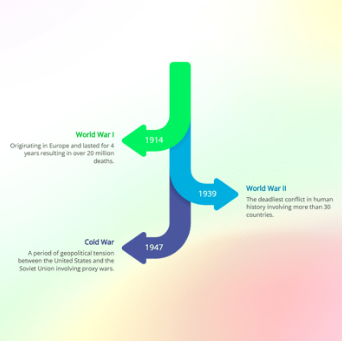 World War I
1914
Originating in Europe and lasted for 4
years resulting in over 20 million
deaths.
World War II
1939
The deadliest conflict in human
history involving more than 30
countries.
Cold War
1947
A period of geopolitical tension
between the United States and the
Soviet Union involving proxy wars.